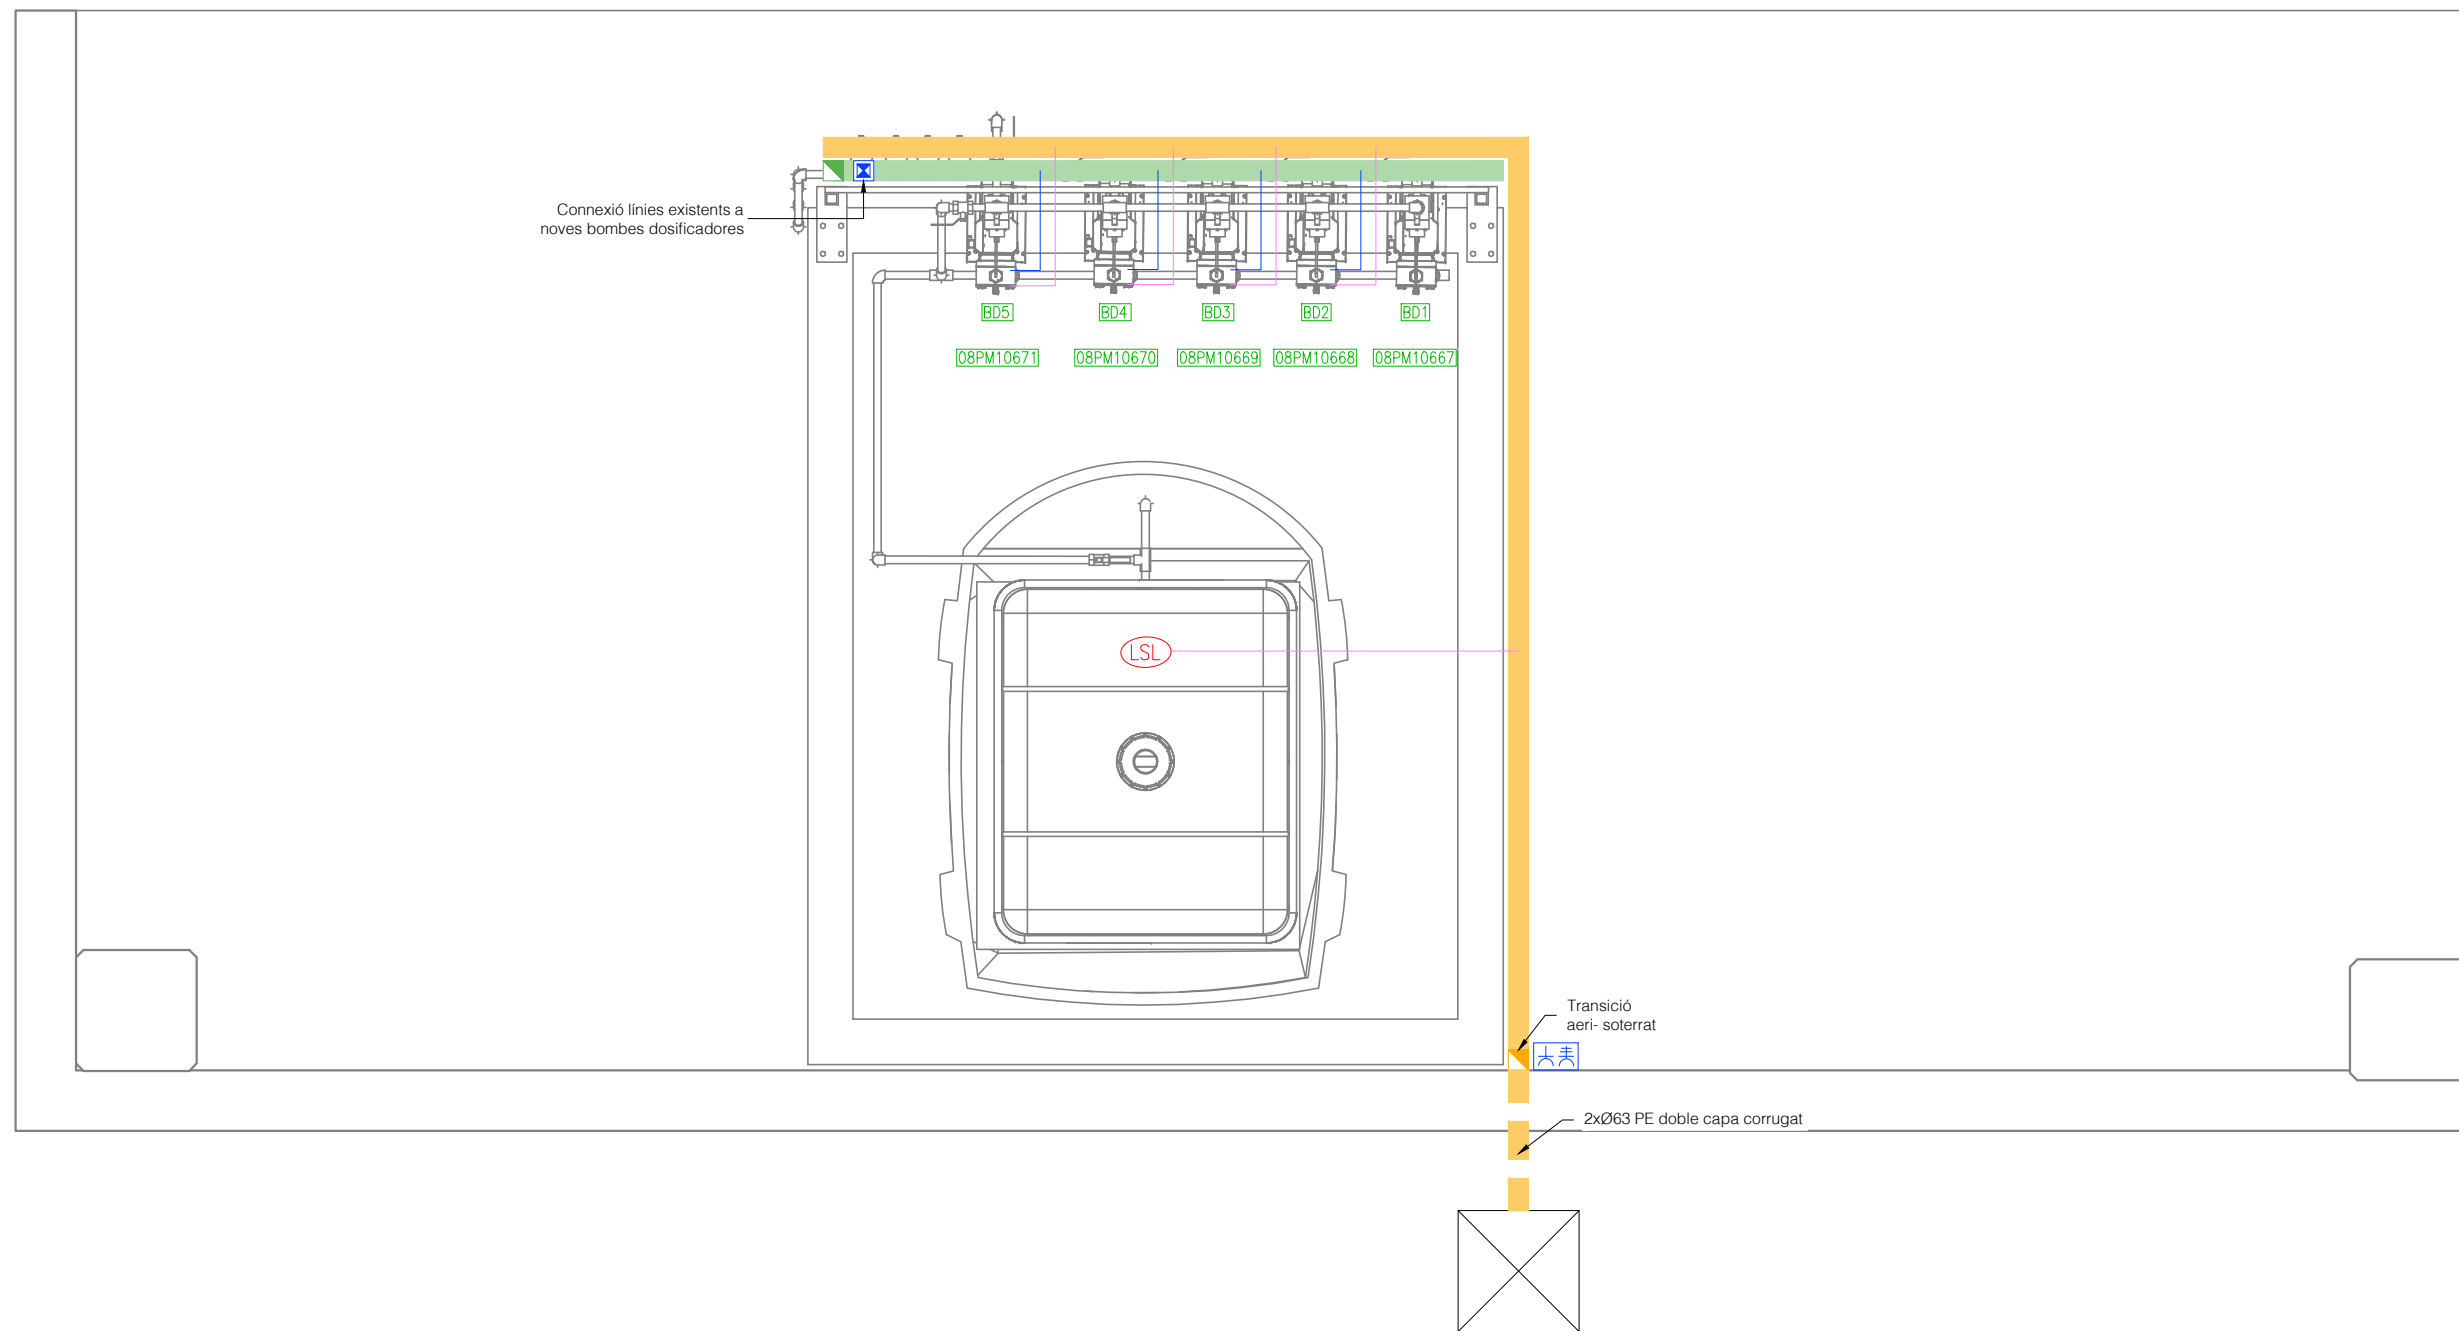 Connexió línies existents a
noves bombes dosificadores
BD5
BD4
BD3
BD2
BD1
08PM10671
08PM10670
08PM10669
08PM10668
08PM10667
LSL
Transició
aeri- soterrat
2xØ63 PE doble capa corrugat